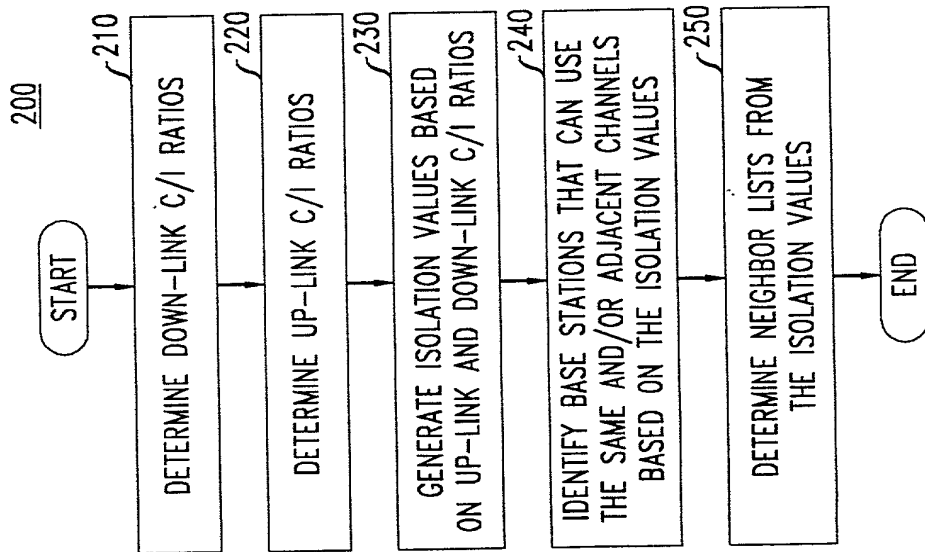 200
START
210
DETERMINE DOWN-LINK C/I RATIOS
220
DETERMINE UP-LINK C/I RATIOS
230
GENERATE ISOLATION VALUES BASED
ON UP-LINK AND DOWN-LINK C/I RATIOS
240
IDENTIFY BASE STATIONS THAT CAN USE
THE SAME AND/OR ADJACENT CHANNELS
BASED ON THE ISOLATION VALUES
250
DETERMINE NEIGHBOR LISTS FROM
THE ISOLATION VALUES
END